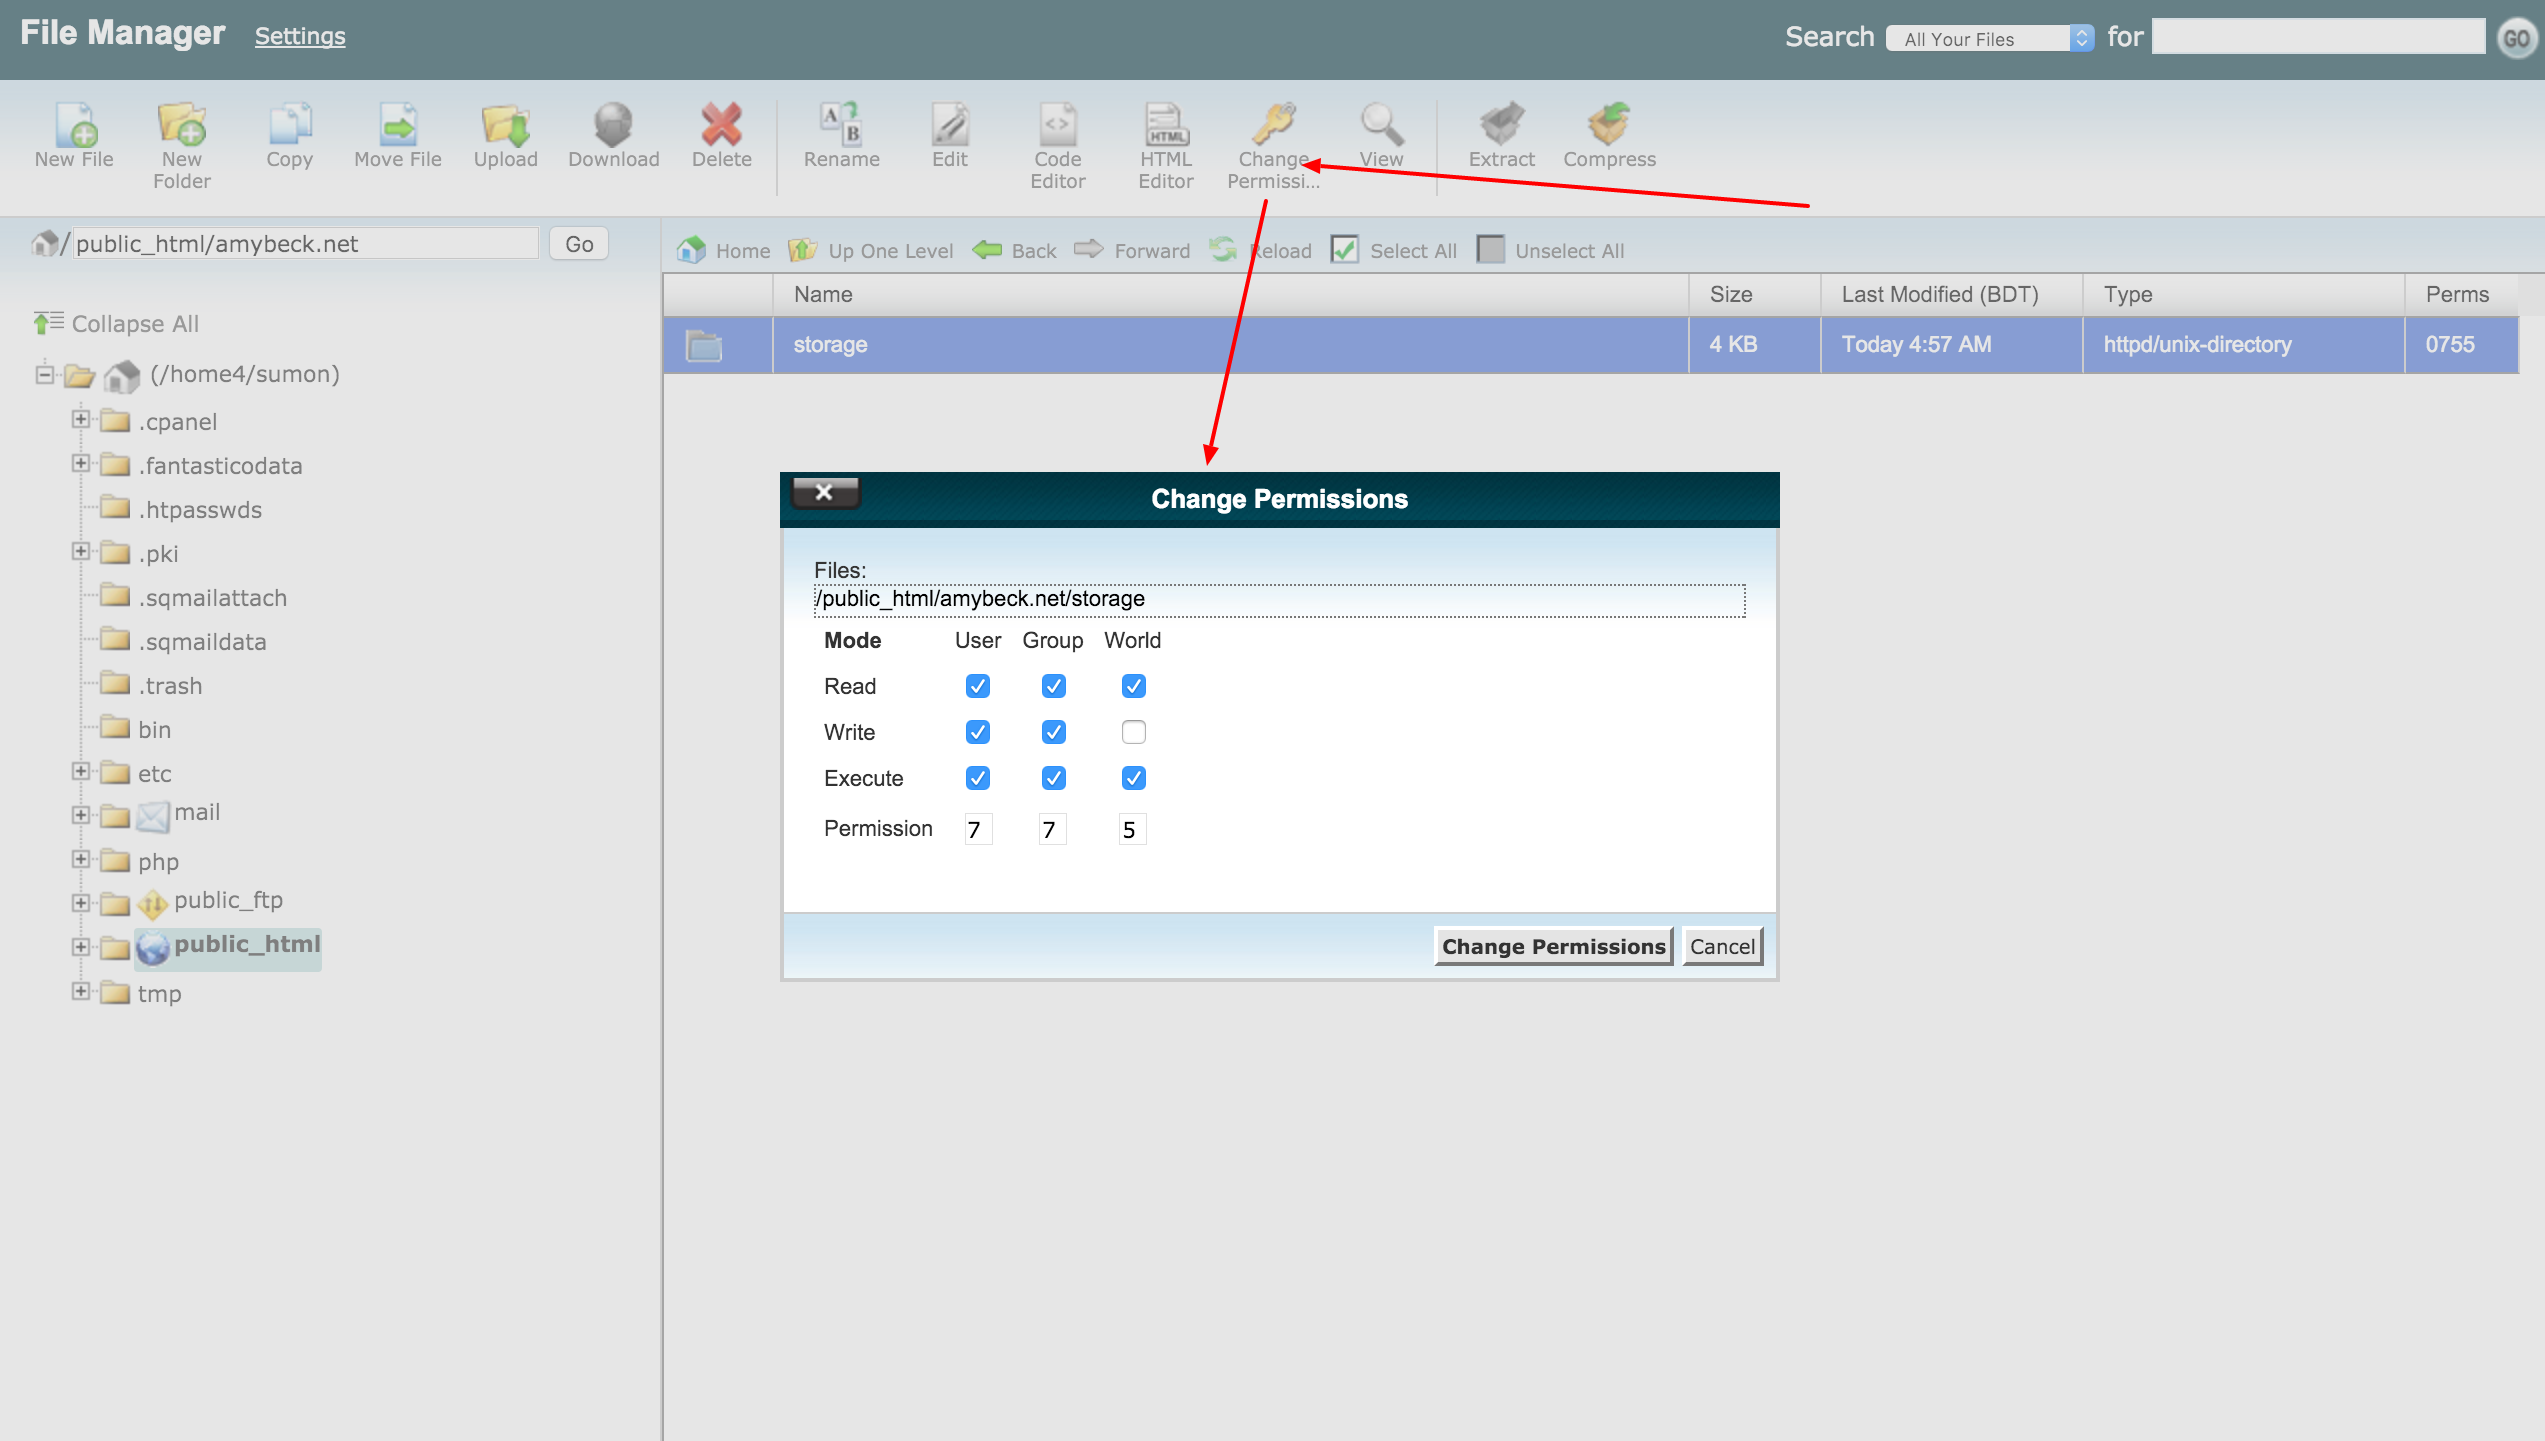 File Manager Settings Search All Your Files for GO
New File New Folder Copy Move File Upload Download Delete Rename Edit Code Editor HTML Editor Change Permissi... View Extract Compress
/ public_html/amybeck.net Go
Home Up One Level Back Forward Reload Select All Unselect All
Name Size Last Modified (BDT) Type Perms
storage 4 KB Today 4:57 AM httpd/unix-directory 0755
Collapse All
(/home4/sumon)
.cpanel
.fantasticodata
.htpasswds
.pki
.sqmailattach
.sqmaildata
.trash
bin
etc
mail
php
public_ftp
public_html
tmp
Change Permissions
Files:
/public_html/amybeck.net/storage
Mode User Group World
Read
Write
Execute
Permission 7 7 5
Change Permissions Cancel